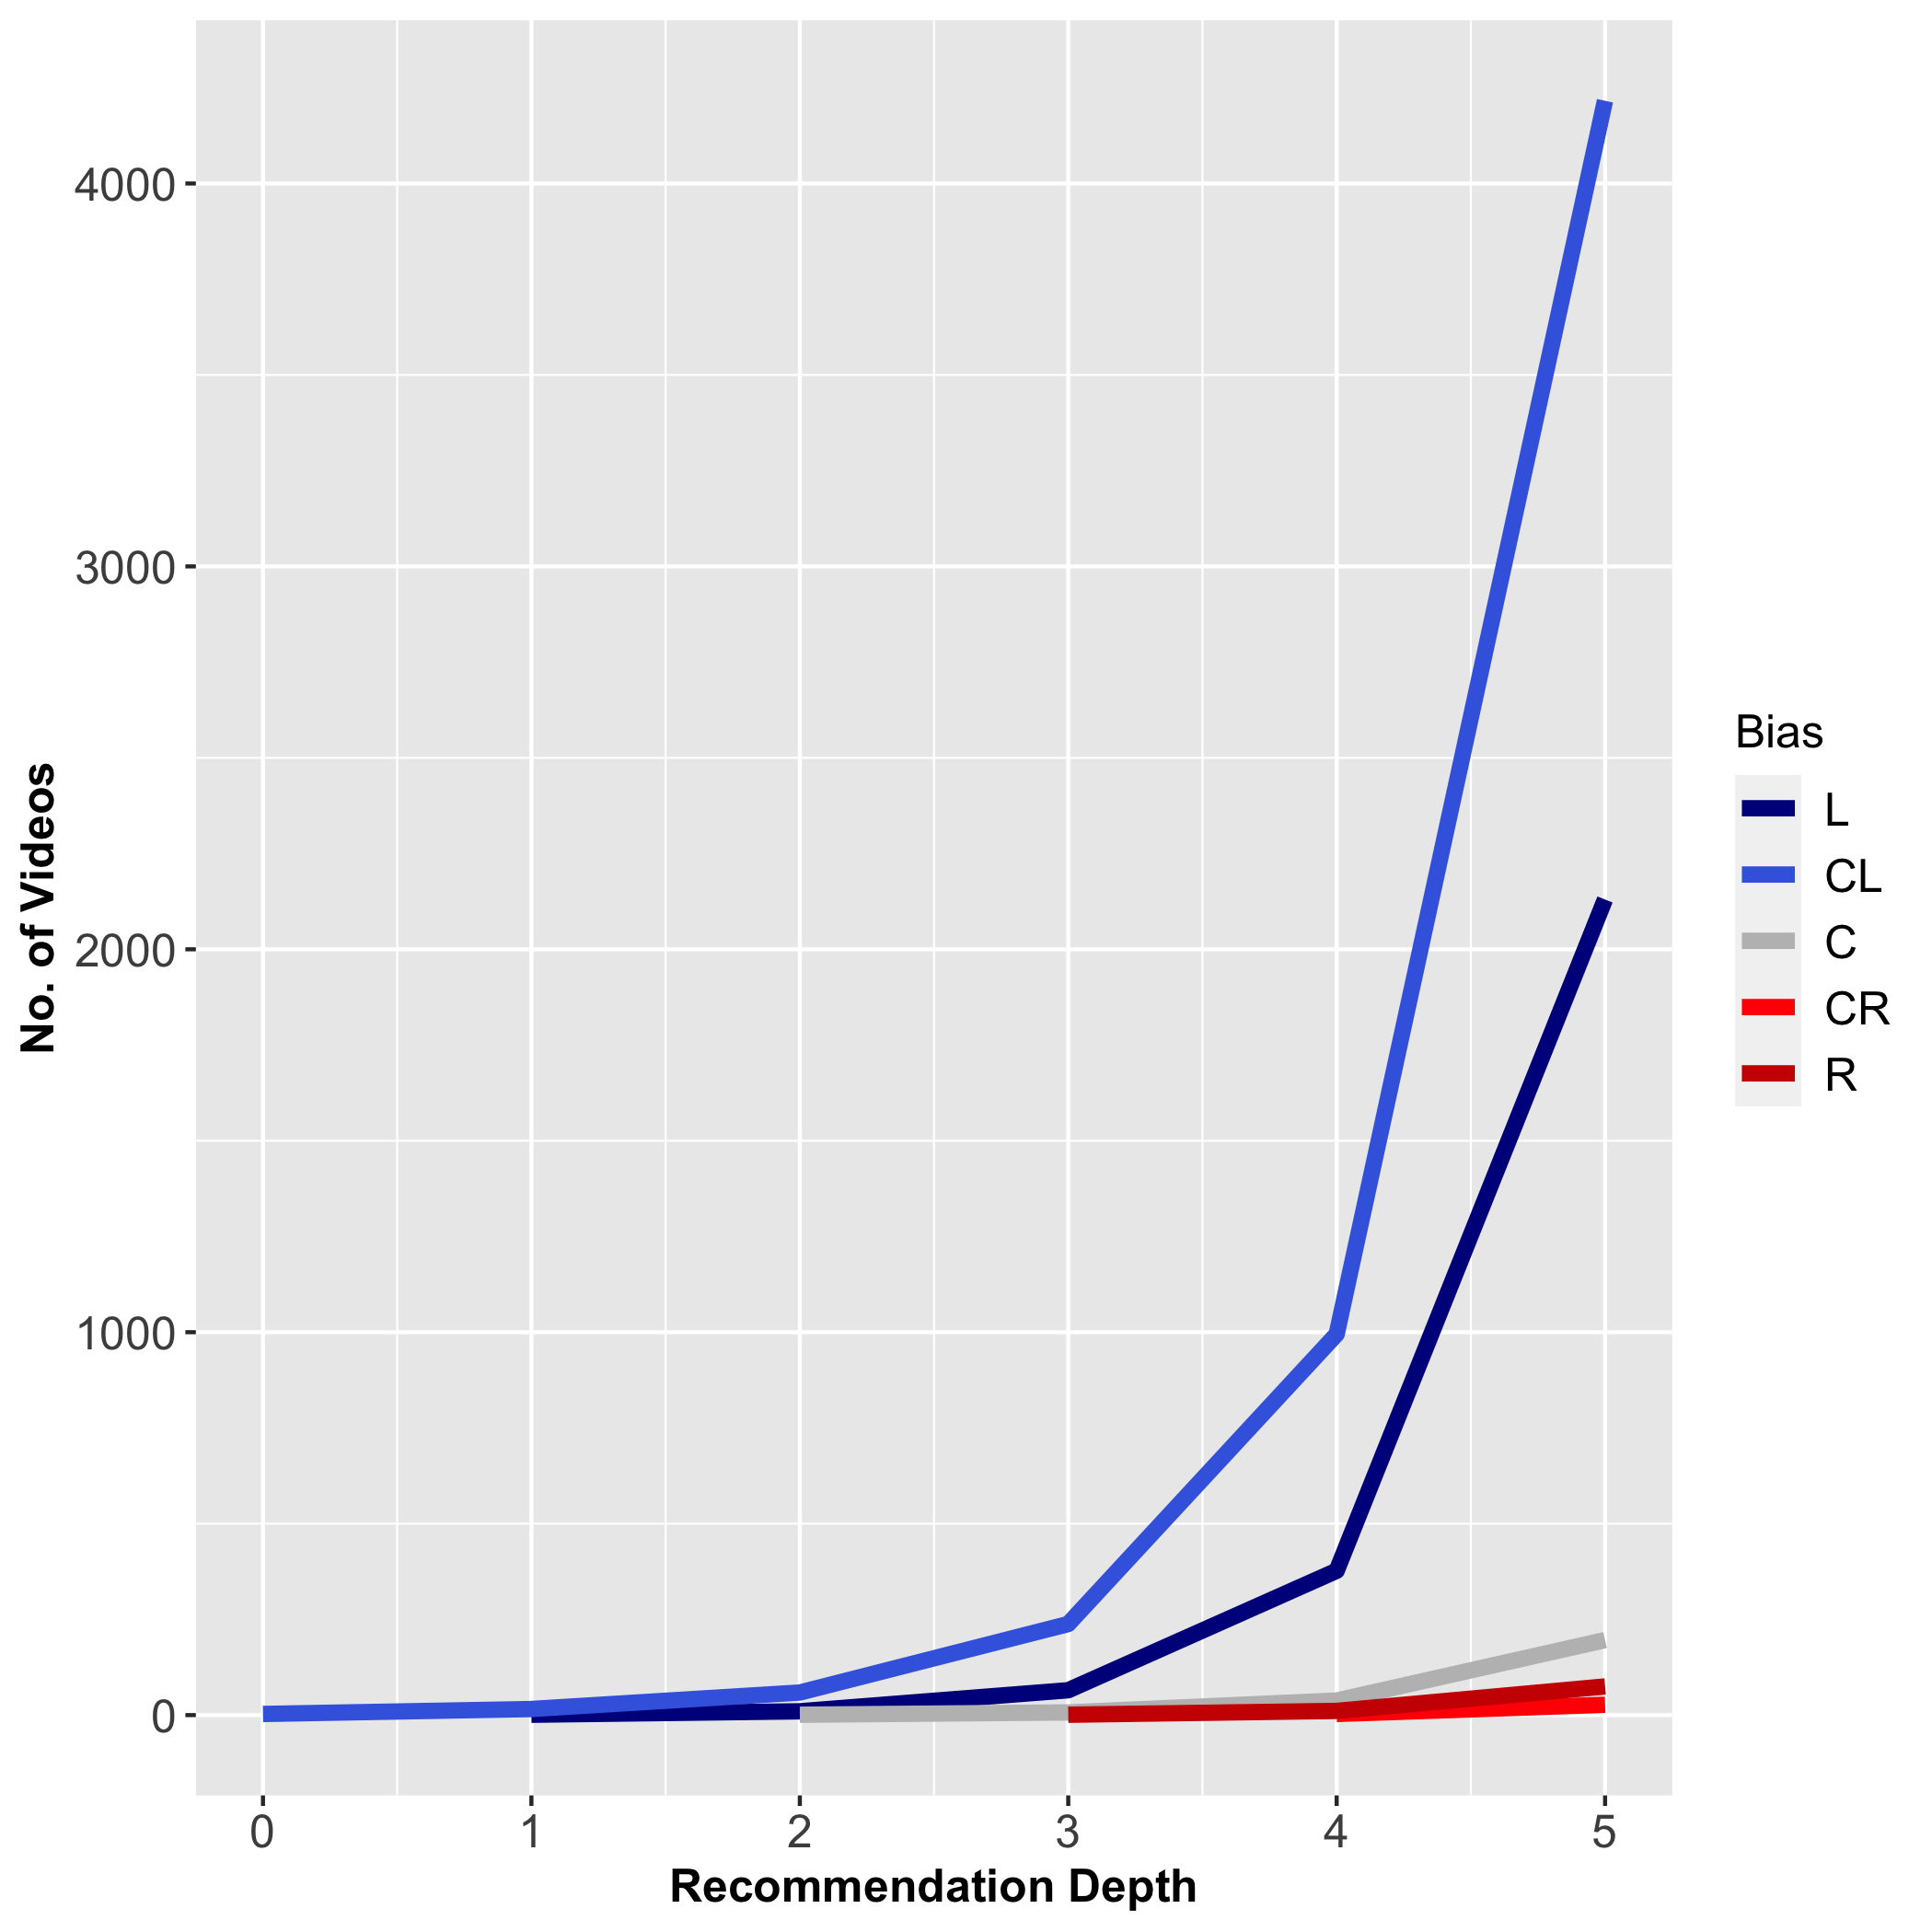 4000
3000
2000
1000
0
No. of Videos
0 1 2 3 4 5
Recommendation Depth
Bias
L
CL
C
CR
R